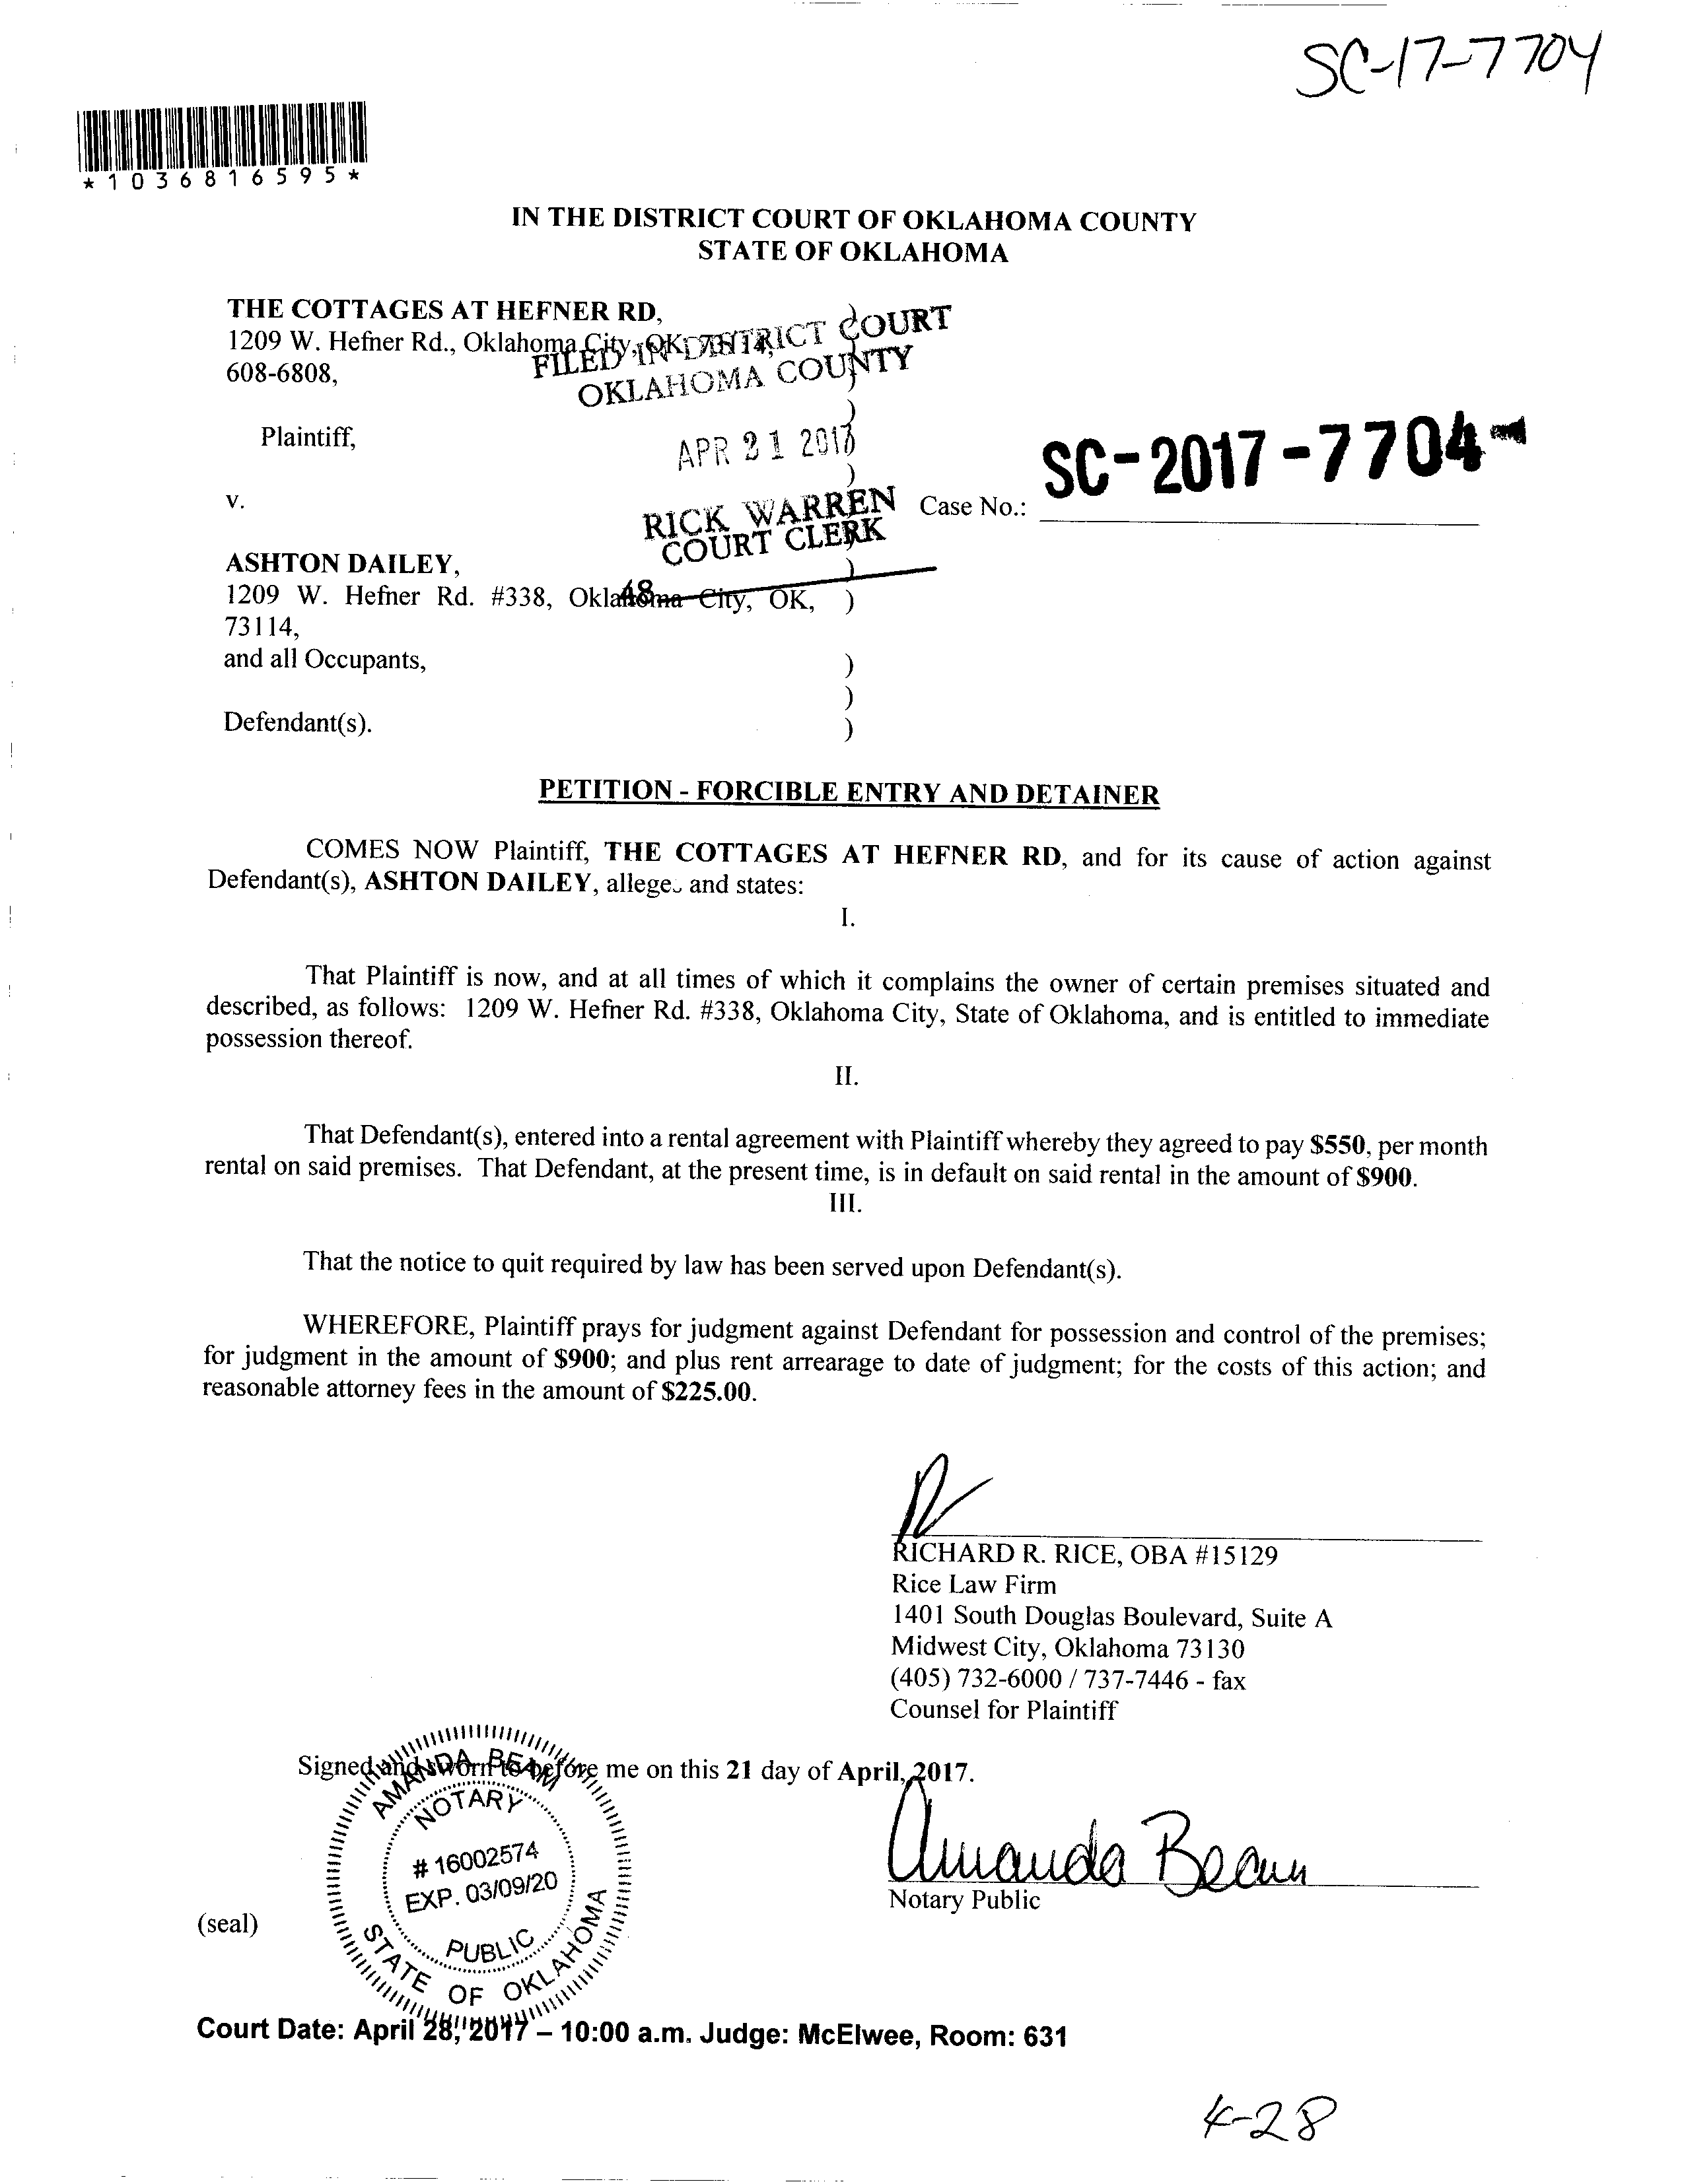 SC-17-7704
*1036816595*
IN THE DISTRICT COURT OF OKLAHOMA COUNTY
STATE OF OKLAHOMA
THE COTTAGES AT HEFNER RD, )
1209 W. Hefner Rd., Oklahoma City, OK, 73114,
608-6808,
FILED IN DISTRICT COURT
OKLAHOMA COUNTY
)
Plaintiff,
APR 21 2017
)
v.
RICK WARREN
COURT CLERK
Case No.: SC-2017-7704
ASHTON DAILEY, )
48
1209 W. Hefner Rd. #338, Oklahoma City, OK, )
73114,
and all Occupants, )
)
Defendant(s). )
PETITION - FORCIBLE ENTRY AND DETAINER
COMES NOW Plaintiff, THE COTTAGES AT HEFNER RD, and for its cause of action against
Defendant(s), ASHTON DAILEY, allege and states:
I.
That Plaintiff is now, and at all times of which it complains the owner of certain premises situated and
described, as follows: 1209 W. Hefner Rd. #338, Oklahoma City, State of Oklahoma, and is entitled to immediate
possession thereof.
II.
That Defendant(s), entered into a rental agreement with Plaintiff whereby they agreed to pay $550, per month
rental on said premises. That Defendant, at the present time, is in default on said rental in the amount of $900.
III.
That the notice to quit required by law has been served upon Defendant(s).
WHEREFORE, Plaintiff prays for judgment against Defendant for possession and control of the premises;
for judgment in the amount of $900; and plus rent arrearage to date of judgment; for the costs of this action; and
reasonable attorney fees in the amount of $225.00.
RICHARD R. RICE, OBA #15129
Rice Law Firm
1401 South Douglas Boulevard, Suite A
Midwest City, Oklahoma 73130
(405) 732-6000 / 737-7446 - fax
Counsel for Plaintiff
Signed and sworn to before me on this 21 day of April, 2017.
AMANDA BEAM
NOTARY
# 16002574
EXP. 03/09/20
PUBLIC
STATE OF OKLAHOMA
Amanda Beam
Notary Public
(seal)
Court Date: April 28, 2017 – 10:00 a.m. Judge: McElwee, Room: 631
4-28